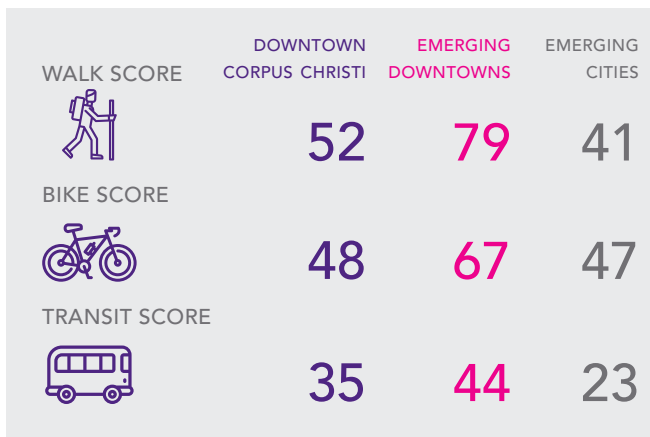 DOWNTOWN CORPUS CHRISTI
EMERGING DOWNTOWNS
EMERGING CITIES
WALK SCORE
52 79 41
BIKE SCORE
48 67 47
TRANSIT SCORE
35 44 23